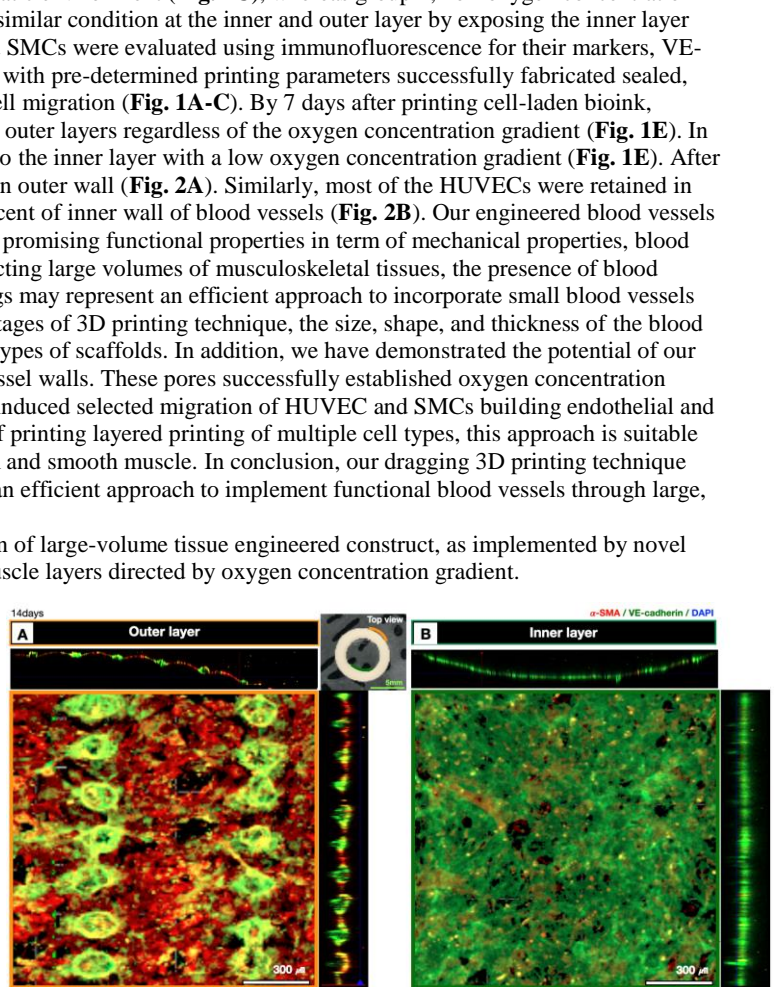 similar condition at the inner and outer layer by exposing the inner layer
SMCs were evaluated using immunofluorescence for their markers, VE-
with pre-determined printing parameters successfully fabricated sealed,
ell migration (Fig. 1A-C). By 7 days after printing cell-laden bioink,
outer layers regardless of the oxygen concentration gradient (Fig. 1E). In
o the inner layer with a low oxygen concentration gradient (Fig. 1E). After
n outer wall (Fig. 2A). Similarly, most of the HUVECs were retained in
cent of inner wall of blood vessels (Fig. 2B). Our engineered blood vessels
promising functional properties in term of mechanical properties, blood
cting large volumes of musculoskeletal tissues, the presence of blood
gs may represent an efficient approach to incorporate small blood vessels
tages of 3D printing technique, the size, shape, and thickness of the blood
ypes of scaffolds. In addition, we have demonstrated the potential of our
ssel walls. These pores successfully established oxygen concentration
induced selected migration of HUVEC and SMCs building endothelial and
f printing layered printing of multiple cell types, this approach is suitable
and smooth muscle. In conclusion, our dragging 3D printing technique
an efficient approach to implement functional blood vessels through large,
n of large-volume tissue engineered construct, as implemented by novel
uscle layers directed by oxygen concentration gradient.
14days
α-SMA / VE-cadherin / DAPI
A Outer layer
Top view
5mm
B Inner layer
300 ㎛
300 ㎛